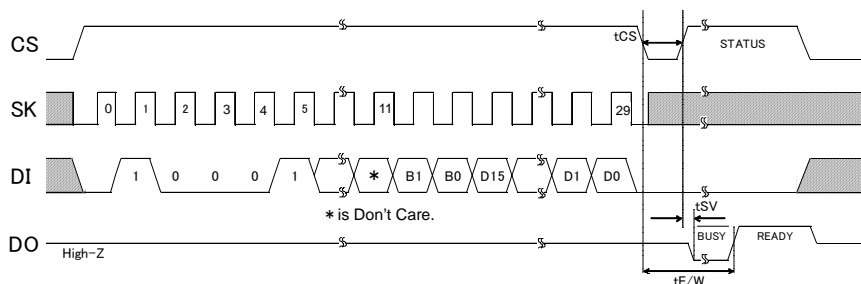 CS tCS STATUS
SK 0 1 2 3 4 5 11 29
DI 1 0 0 0 1 * B1 B0 D15 D1 D0
* is Don't Care.
tSV
DO High-Z BUSY READY
tE/W